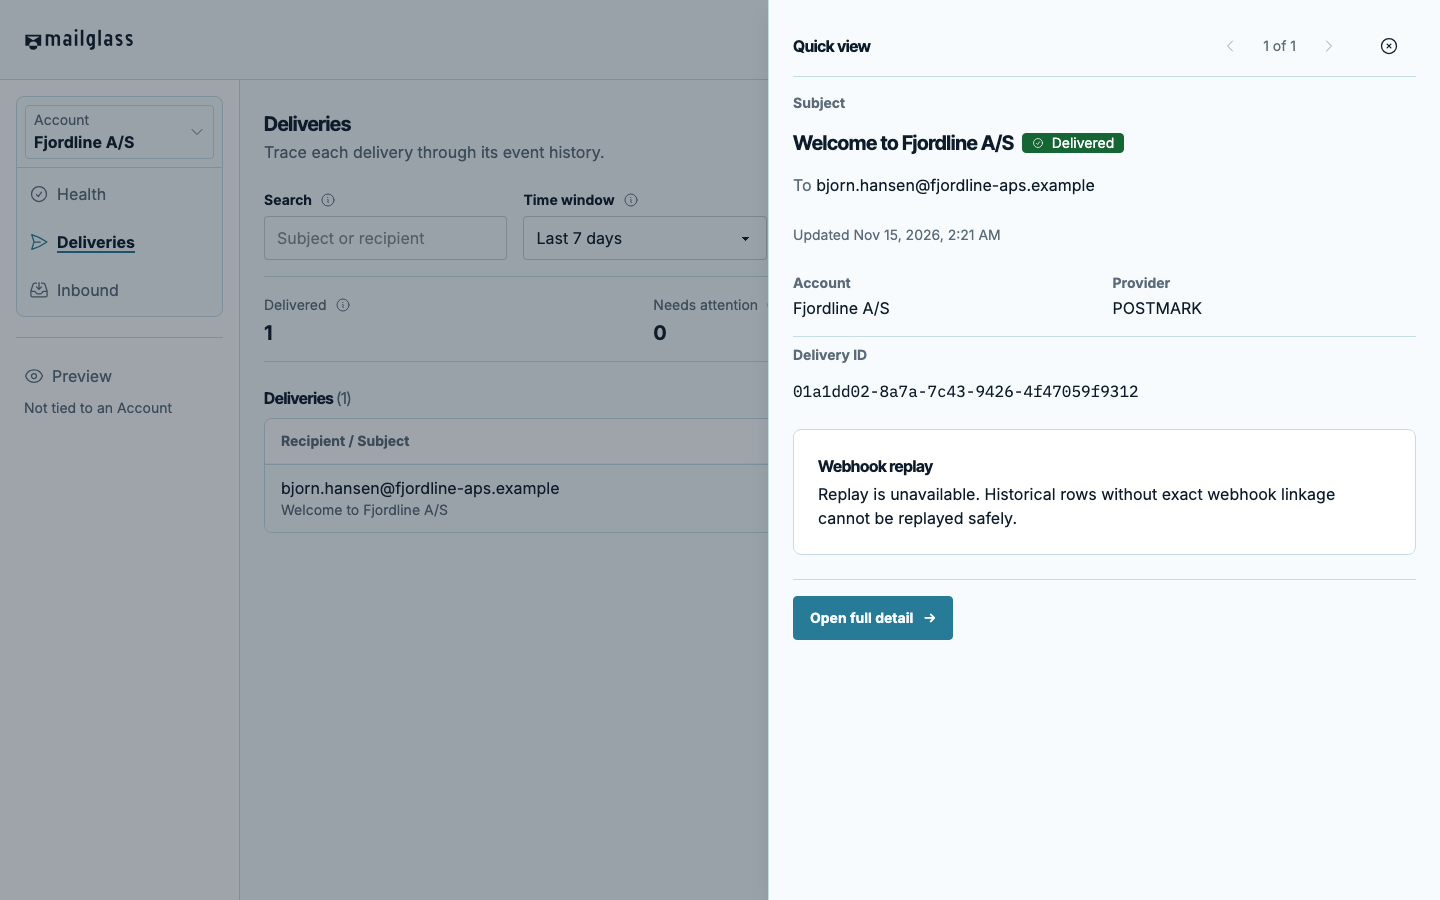 mailglass
Account
Fjordline A/S
Health
Deliveries
Inbound
Preview
Not tied to an Account
Deliveries
Trace each delivery through its event history.
Search
Time window
Subject or recipient
Last 7 days
Delivered
Needs attention
1
0
Deliveries (1)
Recipient / Subject
bjorn.hansen@fjordline-aps.example
Welcome to Fjordline A/S
Quick view
1 of 1
Subject
Welcome to Fjordline A/S
Delivered
To bjorn.hansen@fjordline-aps.example
Updated Nov 15, 2026, 2:21 AM
Account
Provider
Fjordline A/S
POSTMARK
Delivery ID
01a1dd02-8a7a-7c43-9426-4f47059f9312
Webhook replay
Replay is unavailable. Historical rows without exact webhook linkage
cannot be replayed safely.
Open full detail